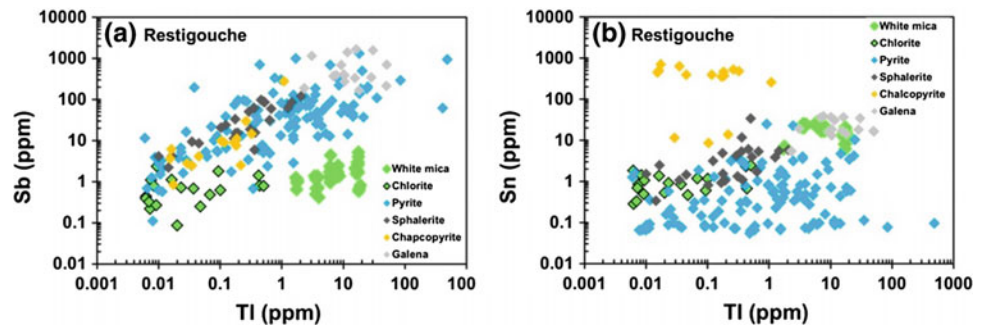 (a) Restigouche
10000
1000
100
10
1
0.1
0.01
Sb (ppm)
White mica
Chlorite
Pyrite
Sphalerite
Chapcopyrite
Galena
0.001 0.01 0.1 1 10 100
Tl (ppm)
(b) Restigouche
10000
1000
100
10
1
0.1
0.01
Sn (ppm)
White mica
Chlorite
Pyrite
Sphalerite
Chalcopyrite
Galena
0.001 0.01 0.1 1 10 100 1000
Tl (ppm)